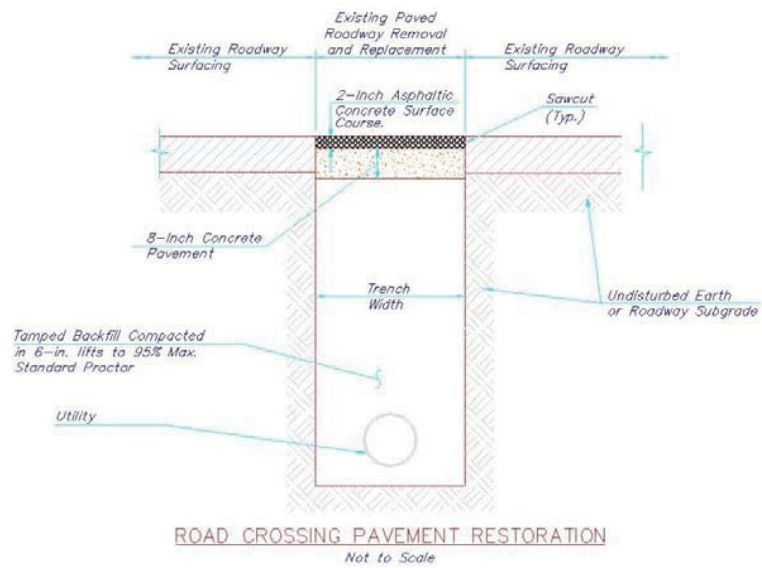 Existing Paved
Roadway Removal
and Replacement
Existing Roadway
Surfacing
Existing Roadway
Surfacing
2-Inch Asphaltic
Concrete Surface
Course.
Sawcut
(Typ.)
8-Inch Concrete
Pavement
Trench
Width
Undisturbed Earth
or Roadway Subgrade
Tamped Backfill Compacted
in 6-in. lifts to 95% Max.
Standard Proctor
Utility
ROAD CROSSING PAVEMENT RESTORATION
Not to Scale